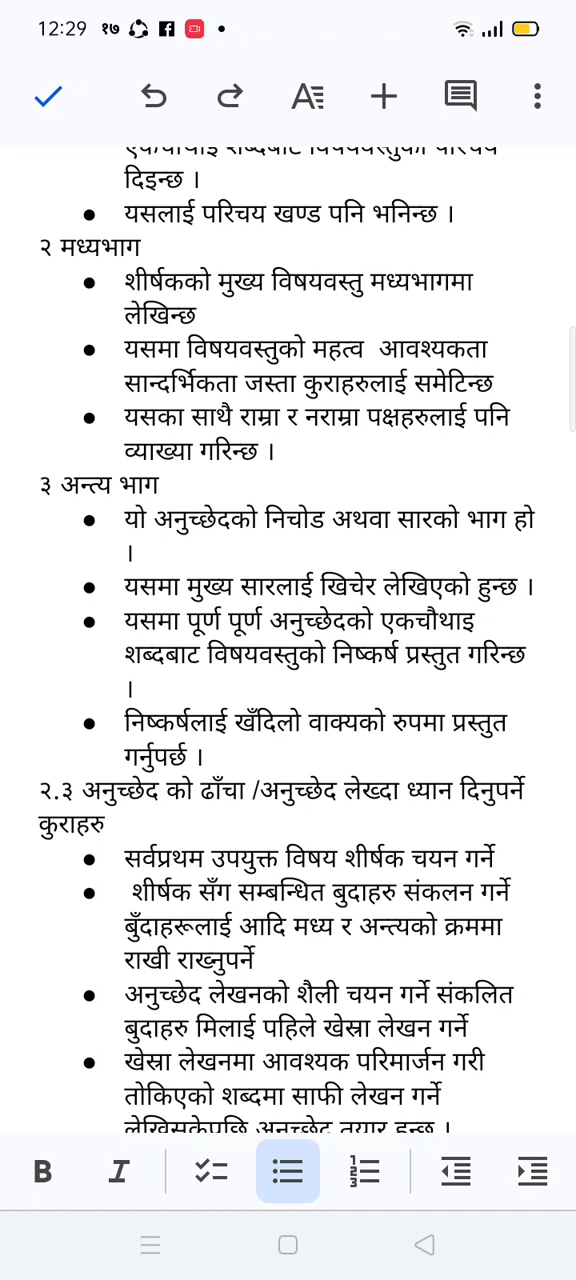 12:29 १७
दिइन्छ ।
● यसलाई परिचय खण्ड पनि भनिन्छ ।
२ मध्यभाग
● शीर्षकको मुख्य विषयवस्तु मध्यभागमा
लेखिन्छ
● यसमा विषयवस्तुको महत्व  आवश्यकता
सान्दर्भिकता जस्ता कुराहरुलाई समेटिन्छ
● यसका साथै राम्रा र नराम्रा पक्षहरुलाई पनि
व्याख्या गरिन्छ ।
३ अन्त्य भाग
● यो अनुच्छेदको निचोड अथवा सारको भाग हो
।
● यसमा मुख्य सारलाई खिचेर लेखिएको हुन्छ ।
● यसमा पूर्ण पूर्ण अनुच्छेदको एकचौथाइ
शब्दबाट विषयवस्तुको निष्कर्ष प्रस्तुत गरिन्छ
।
● निष्कर्षलाई खँदिलो वाक्यको रुपमा प्रस्तुत
गर्नुपर्छ ।
२.३ अनुच्छेद को ढाँचा /अनुच्छेद लेख्दा ध्यान दिनुपर्ने
कुराहरु
● सर्वप्रथम उपयुक्त विषय शीर्षक चयन गर्ने
● शीर्षक सँग सम्बन्धित बुदाहरु संकलन गर्ने
बुँदाहरूलाई आदि मध्य र अन्त्यको क्रममा
राखी राख्नुपर्ने
● अनुच्छेद लेखनको शैली चयन गर्ने संकलित
बुदाहरु मिलाई पहिले खेस्रा लेखन गर्ने
● खेस्रा लेखनमा आवश्यक परिमार्जन गरी
तोकिएको शब्दमा साफी लेखन गर्ने
लेखिसकेपछि अनुच्छेद तयार हुन्छ ।
B I